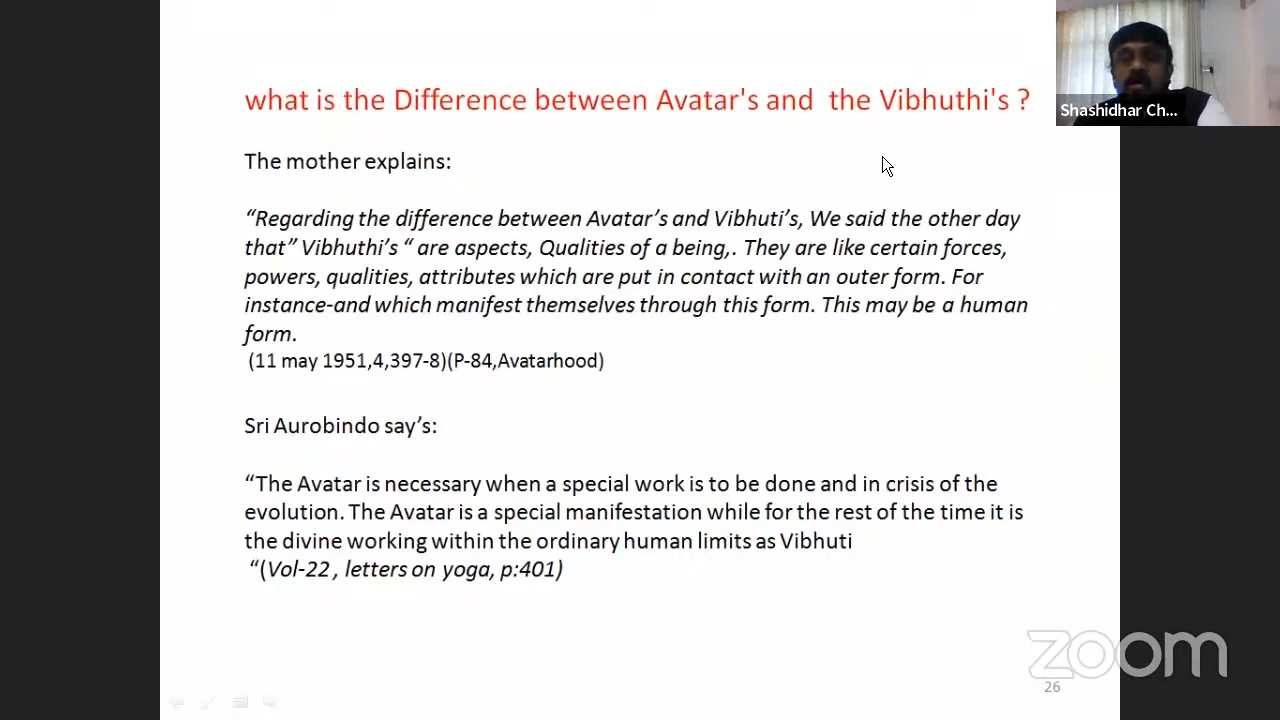 what is the Difference between Avatar's and  the Vibhuthi's ?
Shashidhar Ch...
The mother explains:
“Regarding the difference between Avatar’s and Vibhuti’s, We said the other day
that” Vibhuthi’s “ are aspects, Qualities of a being,. They are like certain forces,
powers, qualities, attributes which are put in contact with an outer form. For
instance-and which manifest themselves through this form. This may be a human
form.
(11 may 1951,4,397-8)(P-84,Avatarhood)
Sri Aurobindo say’s:
“The Avatar is necessary when a special work is to be done and in crisis of the
evolution. The Avatar is a special manifestation while for the rest of the time it is
the divine working within the ordinary human limits as Vibhuti
“(Vol-22 , letters on yoga, p:401)
zoom
26